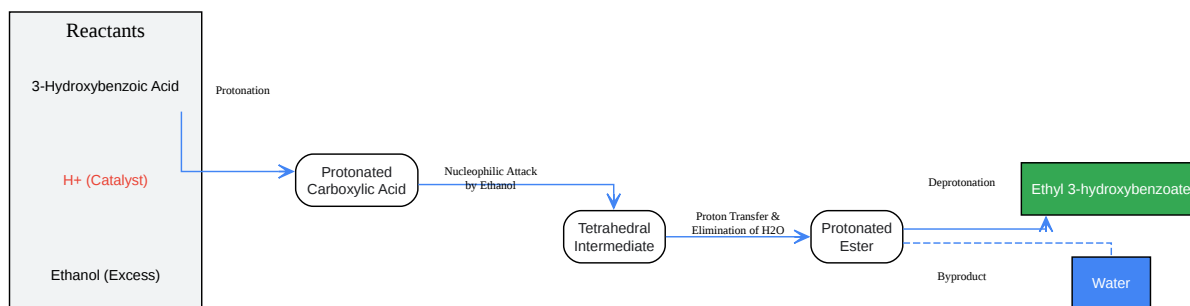 Reactants
3-Hydroxybenzoic Acid
Protonation
H+ (Catalyst)
Ethanol (Excess)
Protonated
Carboxylic Acid
Nucleophilic Attack
by Ethanol
Tetrahedral
Intermediate
Proton Transfer &
Elimination of H2O
Protonated
Ester
Deprotonation
Ethyl 3-hydroxybenzoate
Byproduct
Water